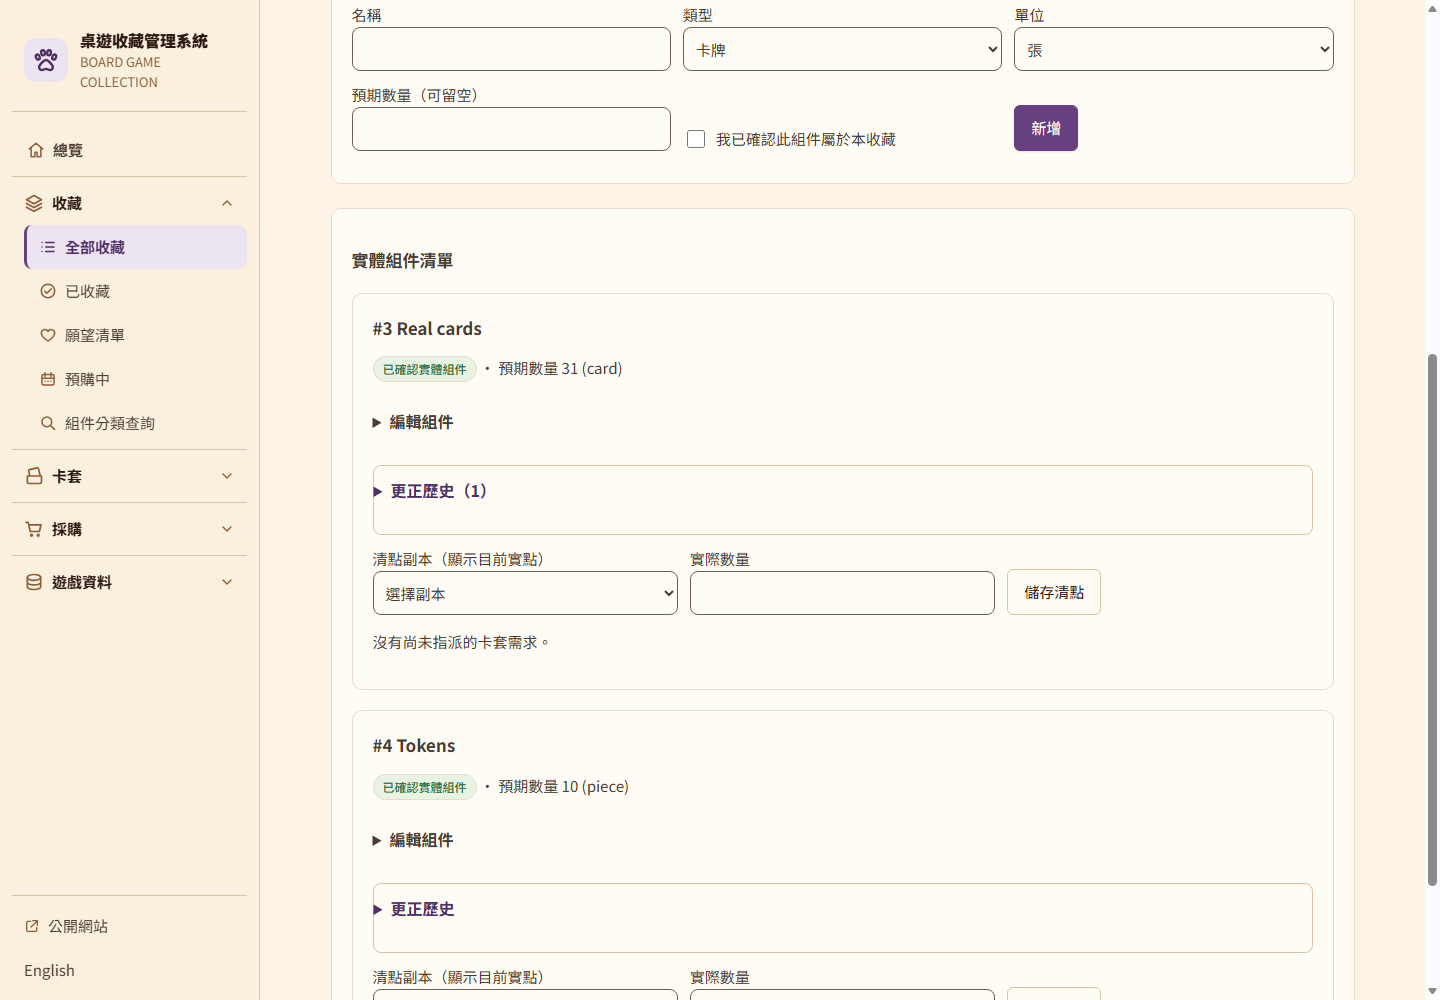 桌遊收藏管理系統
BOARD GAME
COLLECTION
總覽
收藏
全部收藏
已收藏
願望清單
預購中
組件分類查詢
卡套
採購
遊戲資料
公開網站
English
名稱
類型
單位
卡牌
張
預期數量（可留空）
我已確認此組件屬於本收藏
新增
實體組件清單
#3 Real cards
已確認實體組件 · 預期數量 31 (card)
編輯組件
更正歷史（1）
清點副本（顯示目前實點）
實際數量
選擇副本
儲存清點
沒有尚未指派的卡套需求。
#4 Tokens
已確認實體組件 · 預期數量 10 (piece)
編輯組件
更正歷史
清點副本（顯示目前實點）
實際數量